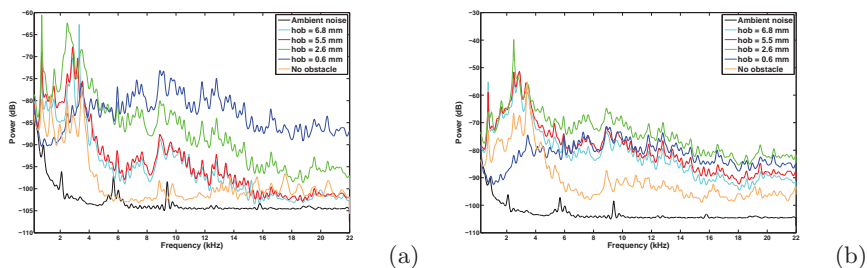 −60
−65
−70
−75
−80
−85
−90
−95
−100
−105
−110
Power (dB)
2 4 6 8 10 12 14 16 18 20 22
Frequency (kHz)
Ambient noise
hob = 6.8 mm
hob = 5.5 mm
hob = 2.6 mm
hob = 0.6 mm
No obstacle
(a)
−30
−40
−50
−60
−70
−80
−90
−100
−110
Power (dB)
2 4 6 8 10 12 14 16 18 20 22
Frequency (kHz)
Ambient noise
hob = 6.8 mm
hob = 5.5 mm
hob = 2.6 mm
hob = 0.6 mm
No obstacle
(b)